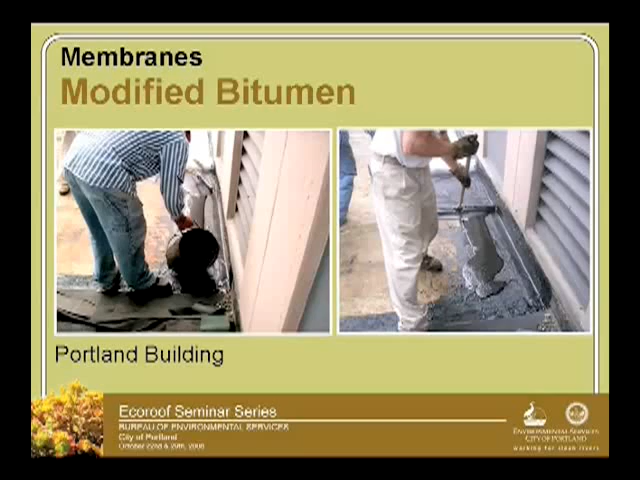 Membranes
Modified Bitumen
Portland Building
Ecoroof Seminar Series
BUREAU OF ENVIRONMENTAL SERVICES
City of Portland
ENVIRONMENTAL SERVICES
CITY OF PORTLAND
working for clean rivers